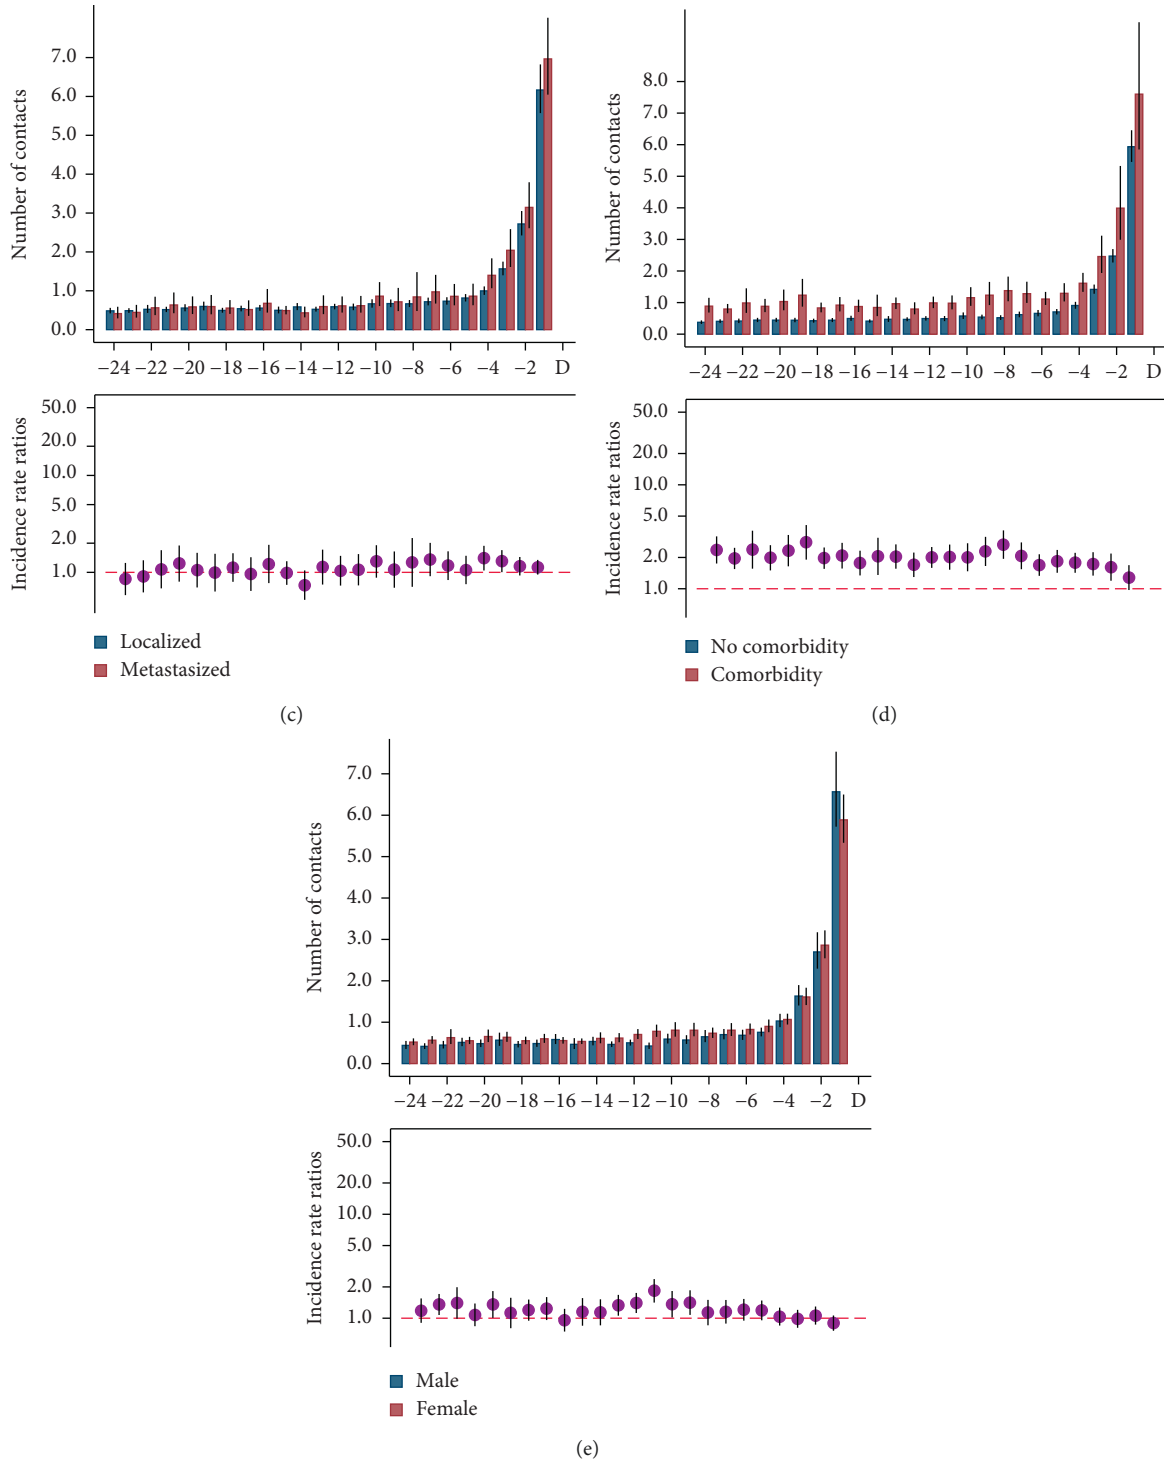 Number of contacts
7.0
6.0
5.0
4.0
3.0
2.0
1.0
0.0
−24 −22 −20 −18 −16 −14 −12 −10 −8 −6 −4 −2 D
Incidence rate ratios
50.0
20.0
10.0
5.0
2.0
1.0
Localized
Metastasized
(c)
Number of contacts
8.0
7.0
6.0
5.0
4.0
3.0
2.0
1.0
0.0
−24 −22 −20 −18 −16 −14 −12 −10 −8 −6 −4 −2 D
Incidence rate ratios
50.0
20.0
10.0
5.0
2.0
1.0
No comorbidity
Comorbidity
(d)
Number of contacts
7.0
6.0
5.0
4.0
3.0
2.0
1.0
0.0
−24 −22 −20 −18 −16 −14 −12 −10 −8 −6 −4 −2 D
Incidence rate ratios
50.0
20.0
10.0
5.0
2.0
1.0
Male
Female
(e)